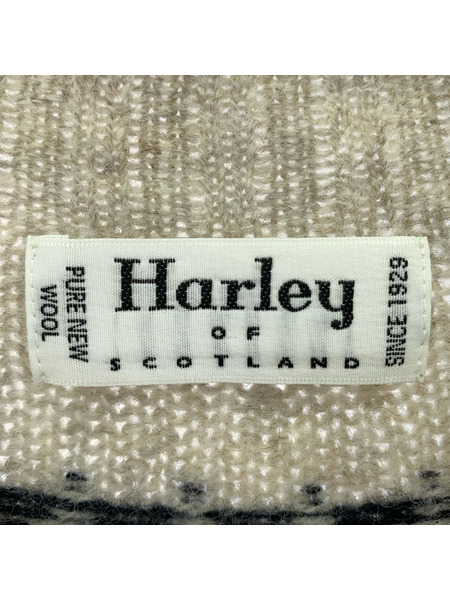 PURE NEW
WOOL
Harley
OF
SCOTLAND
SINCE 1929